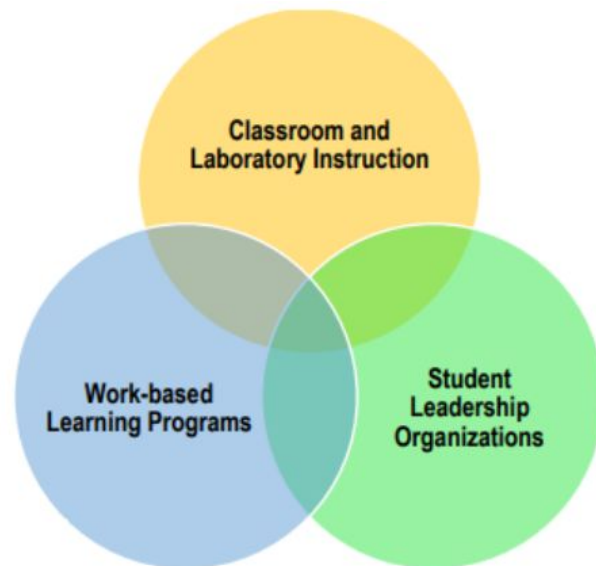 Classroom and
Laboratory Instruction
Work-based
Learning Programs
Student
Leadership
Organizations